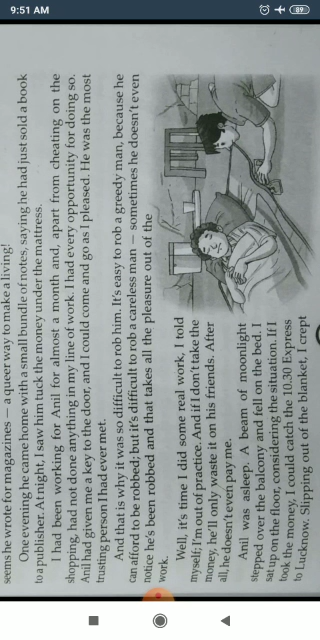 9:51 AM
89
seems he wrote for magazines — a queer way to make a living!
One evening he came home with a small bundle of notes, saying he had just sold a book
to a publisher. At night, I saw him tuck the money under the mattress.
I had been working for Anil for almost a month and, apart from cheating on the
shopping, had not done anything in my line of work. I had every opportunity for doing so.
Anil had given me a key to the door, and I could come and go as I pleased. He was the most
trusting person I had ever met.
And that is why it was so difficult to rob him. It's easy to rob a greedy man, because he
can afford to be robbed; but it's difficult to rob a careless man — sometimes he doesn't even
notice he's been robbed and that takes all the pleasure out of the
work.
Well, it's time I did some real work, I told
myself; I'm out of practice. And if I don't take the
money, he'll only waste it on his friends. After
all, he doesn't even pay me.
Anil was asleep. A beam of moonlight
stepped over the balcony and fell on the bed. I
sat up on the floor, considering the situation. If I
took the money, I could catch the 10.30 Express
to Lucknow. Slipping out of the blanket, I crept